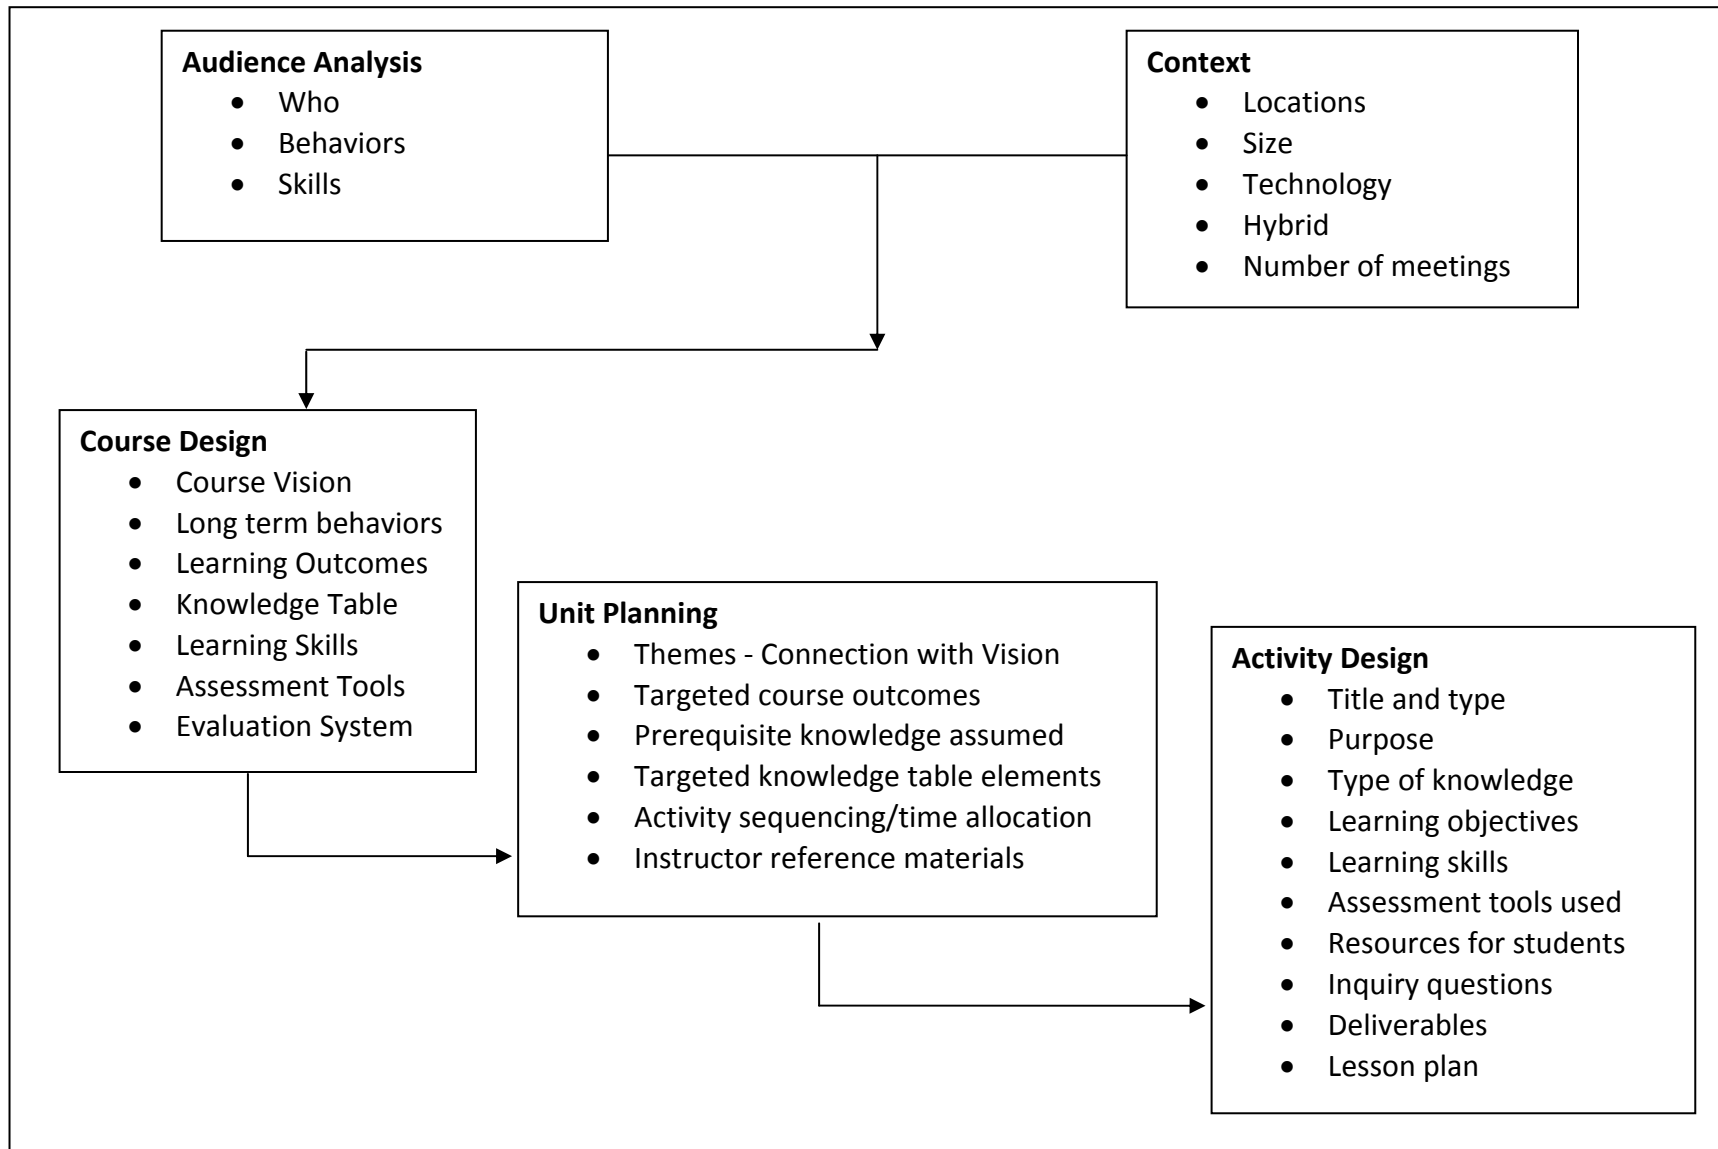 Audience Analysis
• Who
• Behaviors
• Skills
Context
• Locations
• Size
• Technology
• Hybrid
• Number of meetings
Course Design
• Course Vision
• Long term behaviors
• Learning Outcomes
• Knowledge Table
• Learning Skills
• Assessment Tools
• Evaluation System
Unit Planning
• Themes - Connection with Vision
• Targeted course outcomes
• Prerequisite knowledge assumed
• Targeted knowledge table elements
• Activity sequencing/time allocation
• Instructor reference materials
Activity Design
• Title and type
• Purpose
• Type of knowledge
• Learning objectives
• Learning skills
• Assessment tools used
• Resources for students
• Inquiry questions
• Deliverables
• Lesson plan